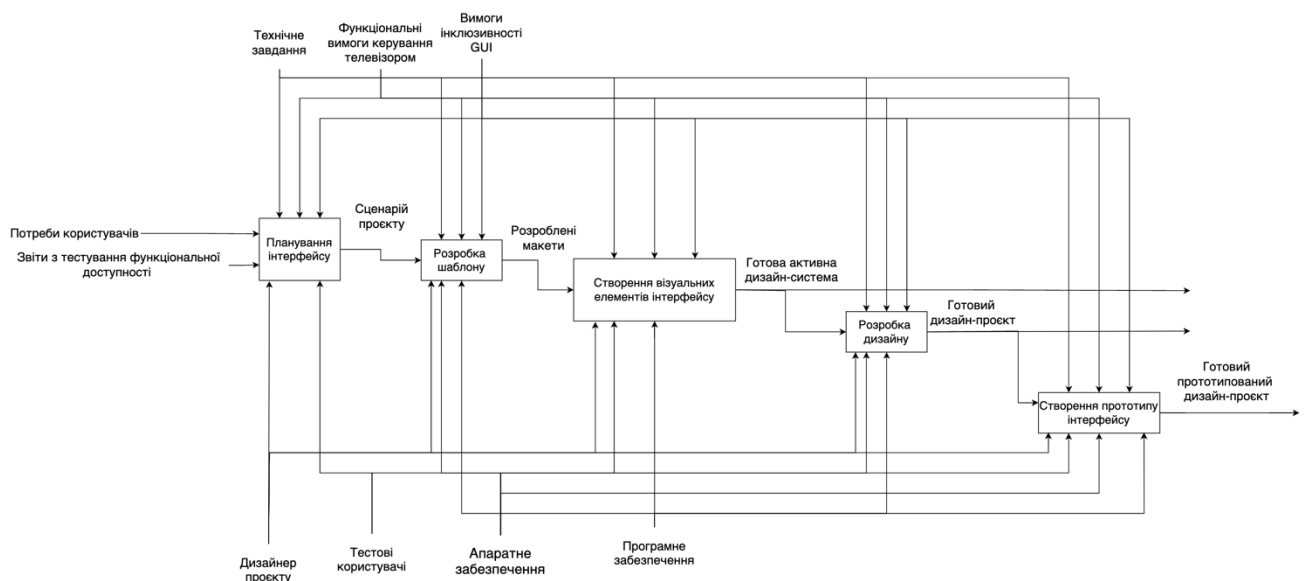 Технічне
завдання
Функціональні
вимоги керування
телевізором
Вимоги
інклюзивності
GUI
Потреби користувачів
Звіти з тестування функціональної
доступності
Планування
інтерфейсу
Сценарій
проєкту
Розробка
шаблону
Розроблені
макети
Створення візуальних
елементів інтерфейсу
Готова активна
дизайн-система
Розробка
дизайну
Готовий
дизайн-проєкт
Створення прототипу
інтерфейсу
Готовий
прототипований
дизайн-проєкт
Дизайнер
проєкту
Тестові
користувачі
Апаратне
забезпечення
Програмне
забезпечення